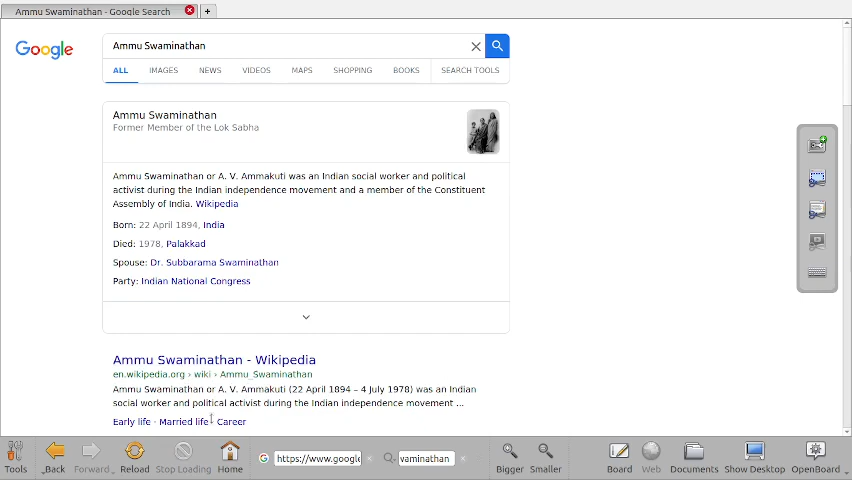 Ammu Swaminathan - Google Search
+
Google
Ammu Swaminathan
ALL IMAGES NEWS VIDEOS MAPS SHOPPING BOOKS SEARCH TOOLS
Ammu Swaminathan
Former Member of the Lok Sabha
Ammu Swaminathan or A. V. Ammakuti was an Indian social worker and political
activist during the Indian independence movement and a member of the Constituent
Assembly of India. Wikipedia
Born: 22 April 1894, India
Died: 1978, Palakkad
Spouse: Dr. Subbarama Swaminathan
Party: Indian National Congress
Ammu Swaminathan - Wikipedia
en.wikipedia.org › wiki › Ammu_Swaminathan
Ammu Swaminathan or A. V. Ammakuti (22 April 1894 – 4 July 1978) was an Indian
social worker and political activist during the Indian independence movement ...
Early life · Married life · Career
G https://www.google vaminathan
Tools Back Forward Reload Stop Loading Home Bigger Smaller Board Web Documents Show Desktop OpenBoard